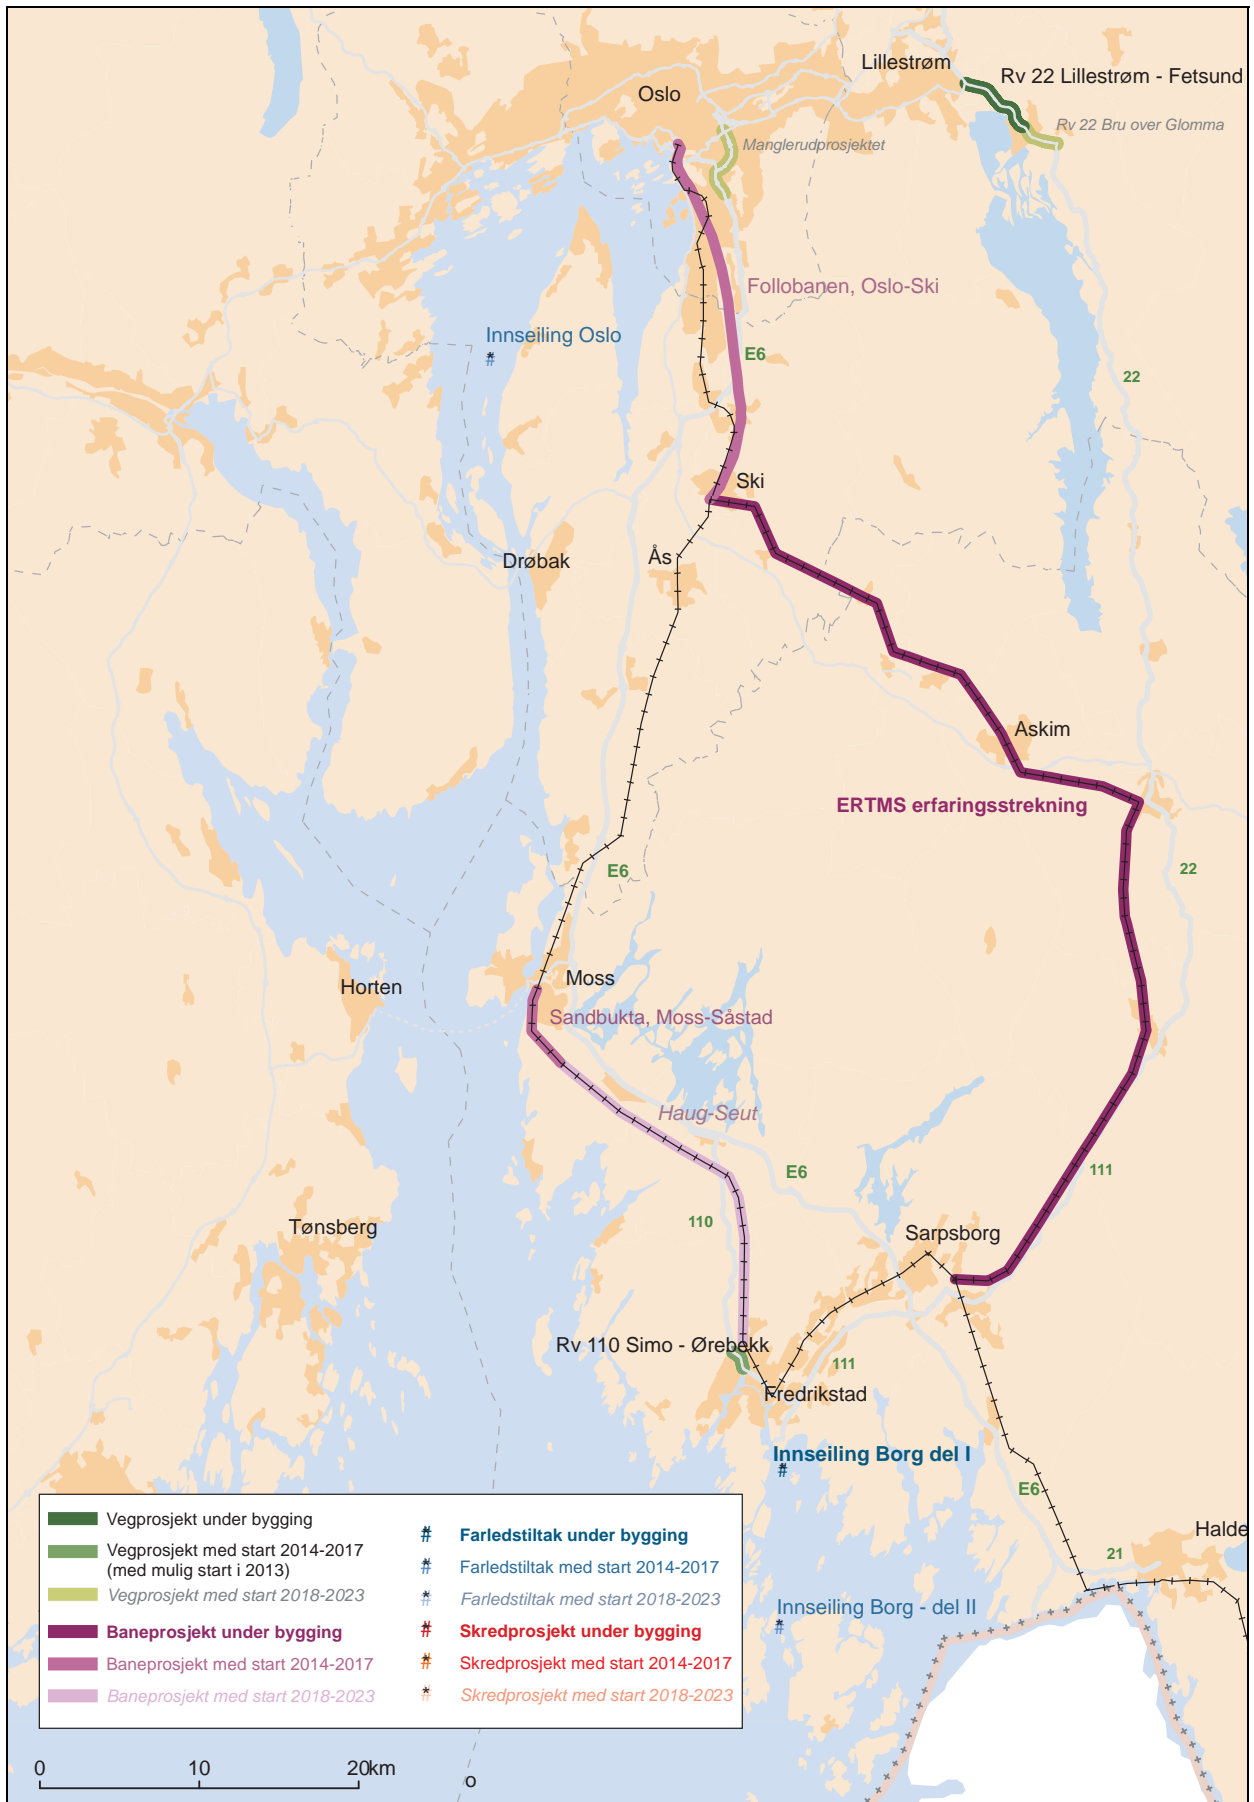 Lillestrøm
Rv 22 Lillestrøm - Fetsund
Oslo
Rv 22 Bru over Glomma
Manglerudprosjektet
Follobanen, Oslo-Ski
Innseiling Oslo
E6
22
Ski
Drøbak
Ås
Askim
ERTMS erfaringsstrekning
E6
22
Moss
Horten
Sandbukta, Moss-Såstad
Haug-Seut
E6
111
110
Tønsberg
Sarpsborg
Rv 110 Simo - Ørebekk
111
Fredrikstad
Innseiling Borg del I
E6
Halde
21
Innseiling Borg - del II
Vegprosjekt under bygging
Vegprosjekt med start 2014-2017
(med mulig start i 2013)
Vegprosjekt med start 2018-2023
Baneprosjekt under bygging
Baneprosjekt med start 2014-2017
Baneprosjekt med start 2018-2023
Farledstiltak under bygging
Farledstiltak med start 2014-2017
Farledstiltak med start 2018-2023
Skredprosjekt under bygging
Skredprosjekt med start 2014-2017
Skredprosjekt med start 2018-2023
0 10 20km
o